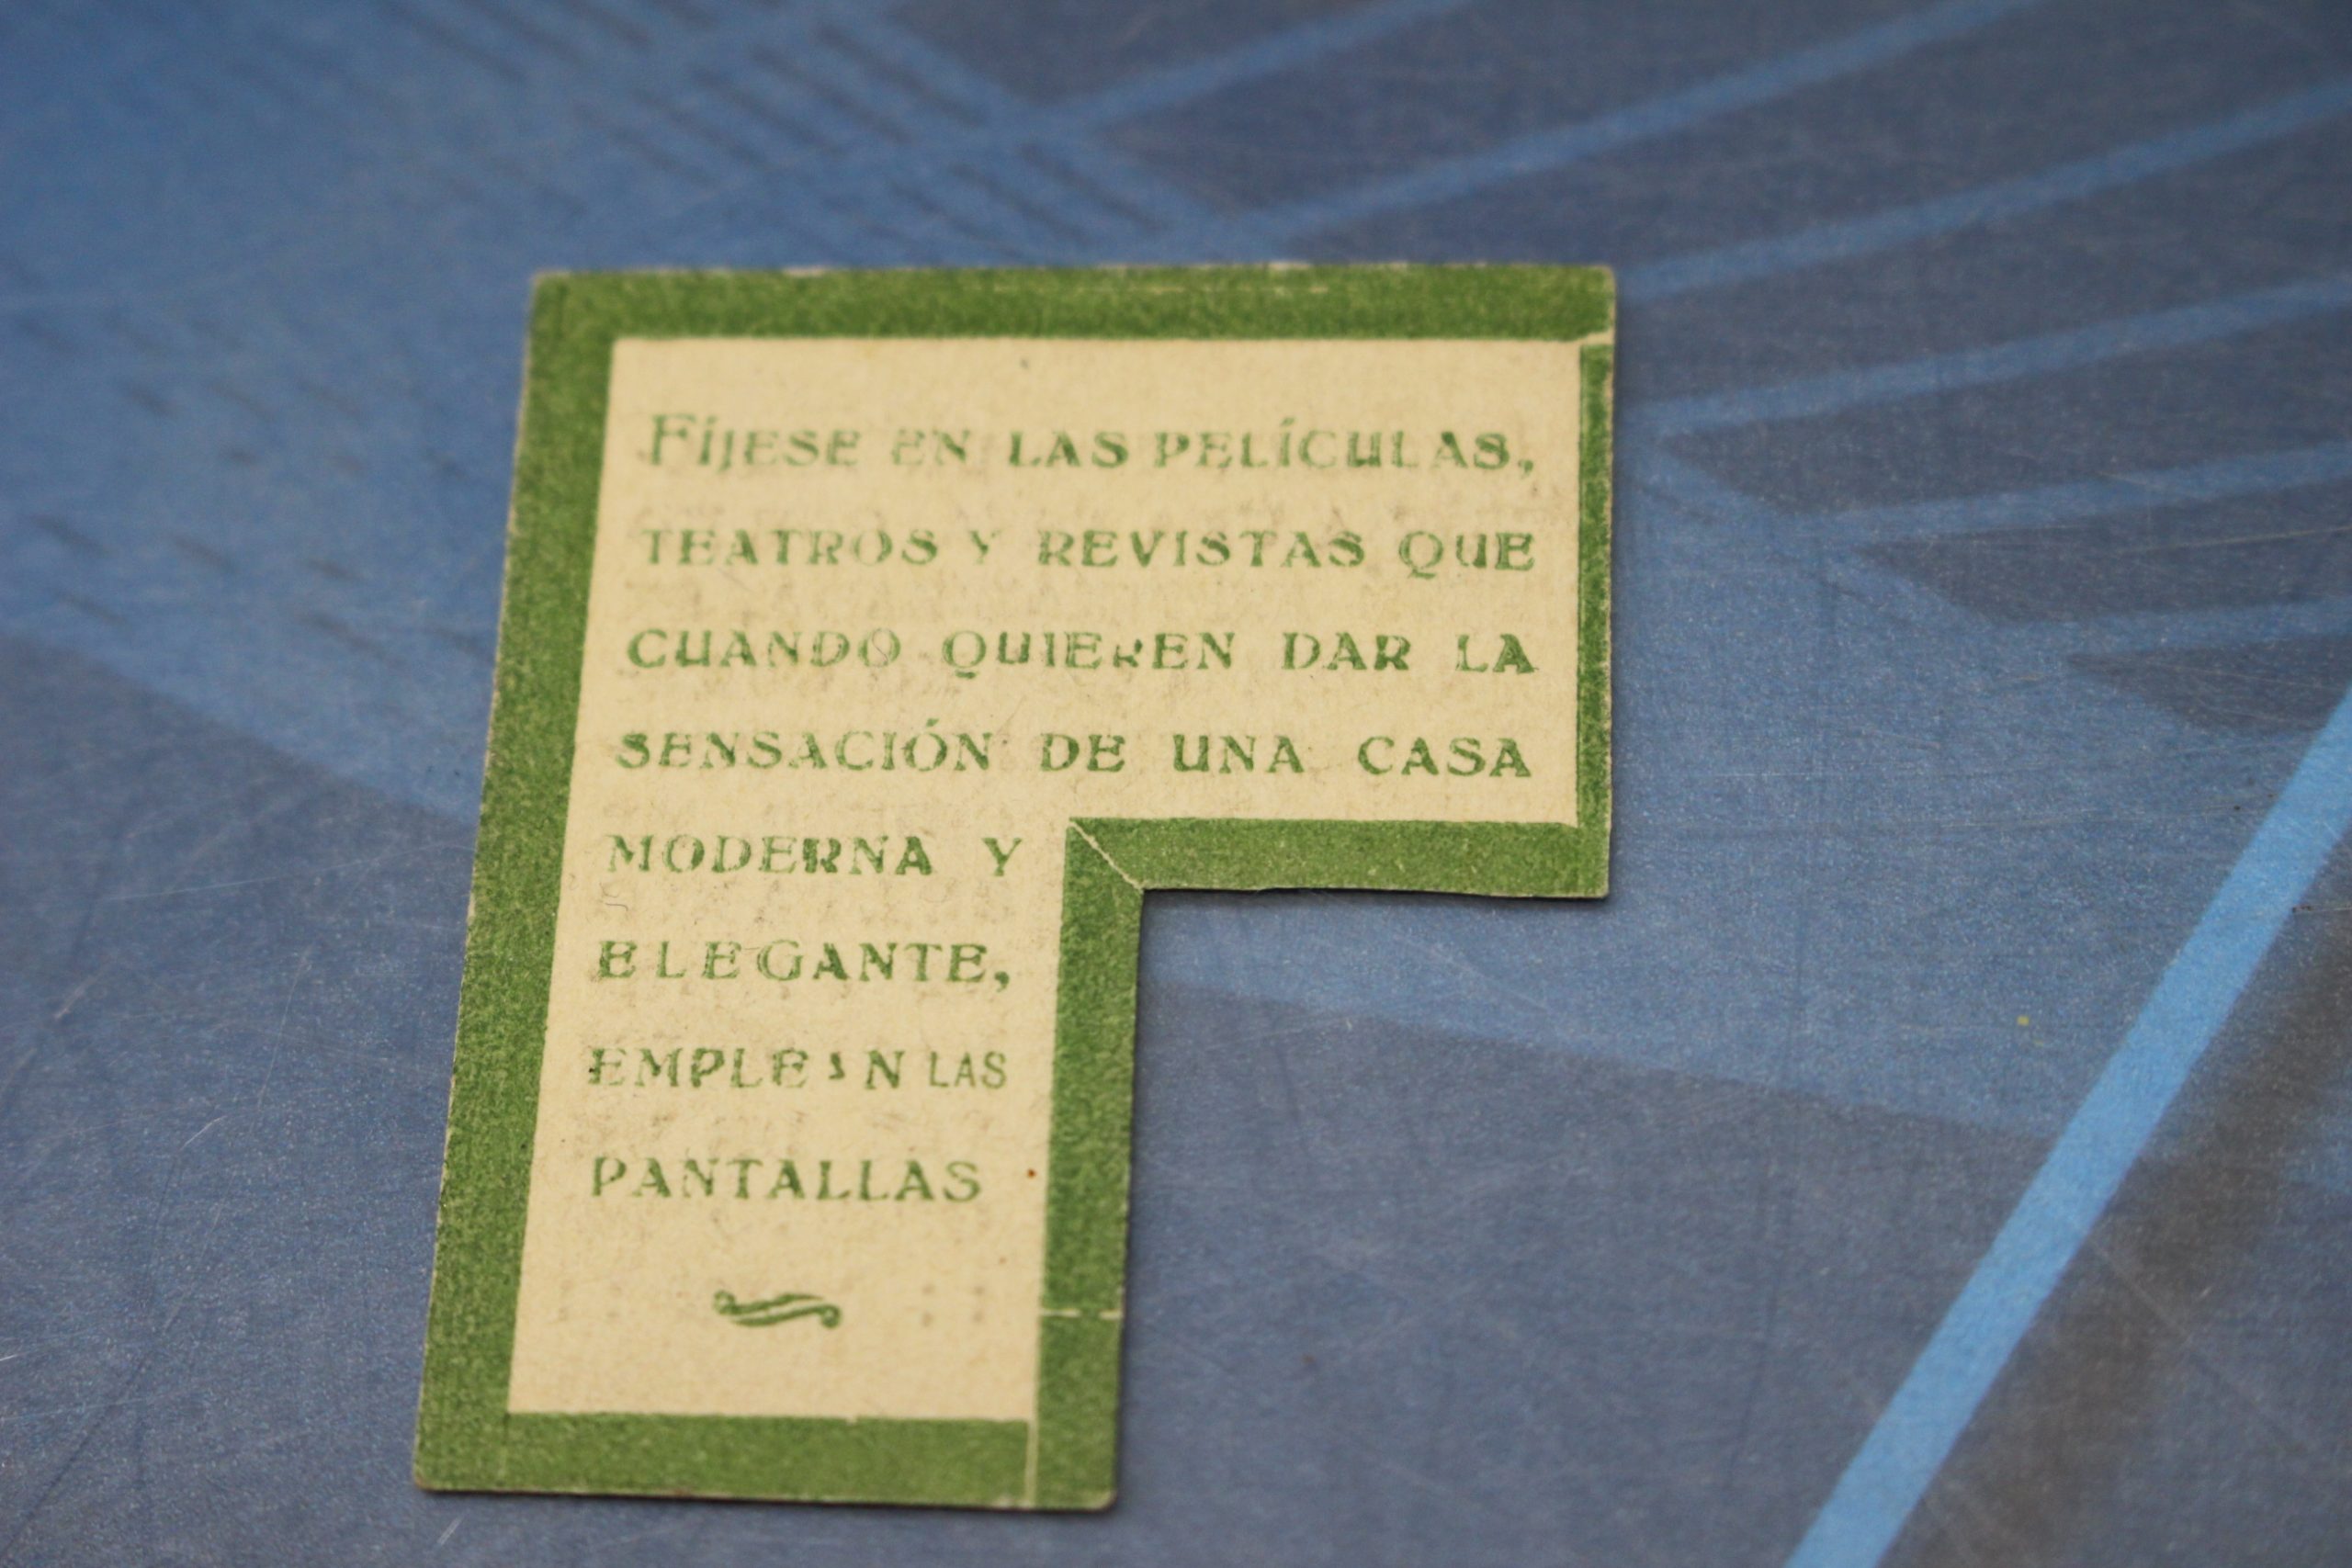 FÍJESE EN LAS PELÍCULAS,
TEATROS Y REVISTAS QUE
CUANDO QUIEREN DAR LA
SENSACIÓN DE UNA CASA
MODERNA Y
ELEGANTE,
EMPLEAN LAS
PANTALLAS